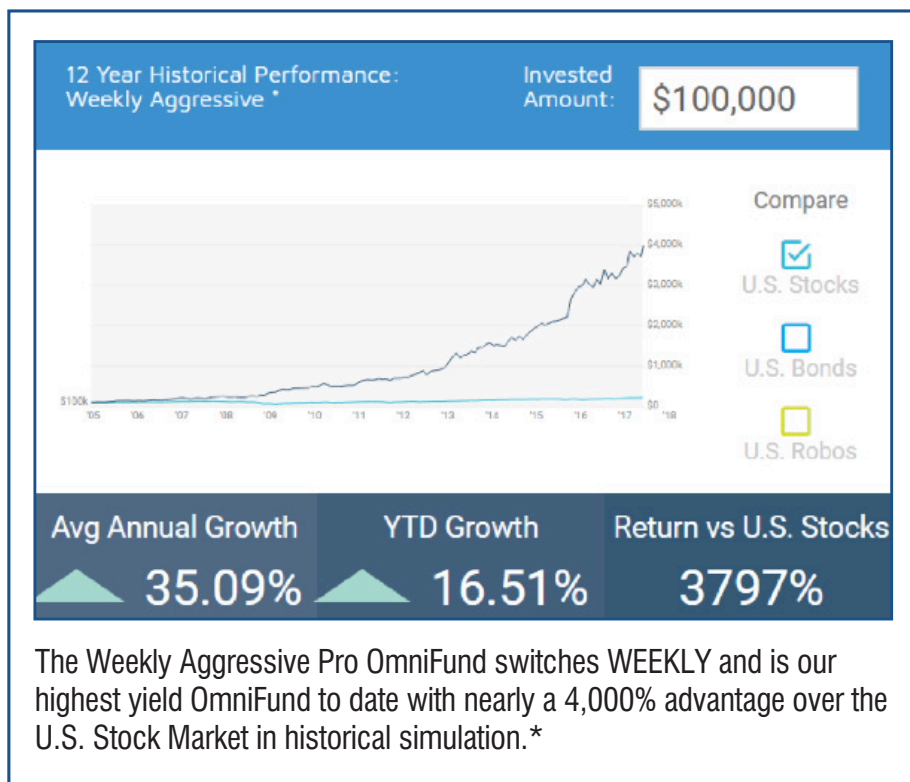 12 Year Historical Performance:
Weekly Aggressive *
Invested
Amount:
$100,000
$5,000k
$4,000k
$3,000k
$2,000k
$1,000k
$0
$100k
'05 '06 '07 '08 '09 '10 '11 '12 '13 '14 '15 '16 '17 '18
Compare
U.S. Stocks
U.S. Bonds
U.S. Robos
Avg Annual Growth
35.09%
YTD Growth
16.51%
Return vs U.S. Stocks
3797%
The Weekly Aggressive Pro OmniFund switches WEEKLY and is our
highest yield OmniFund to date with nearly a 4,000% advantage over the
U.S. Stock Market in historical simulation.*